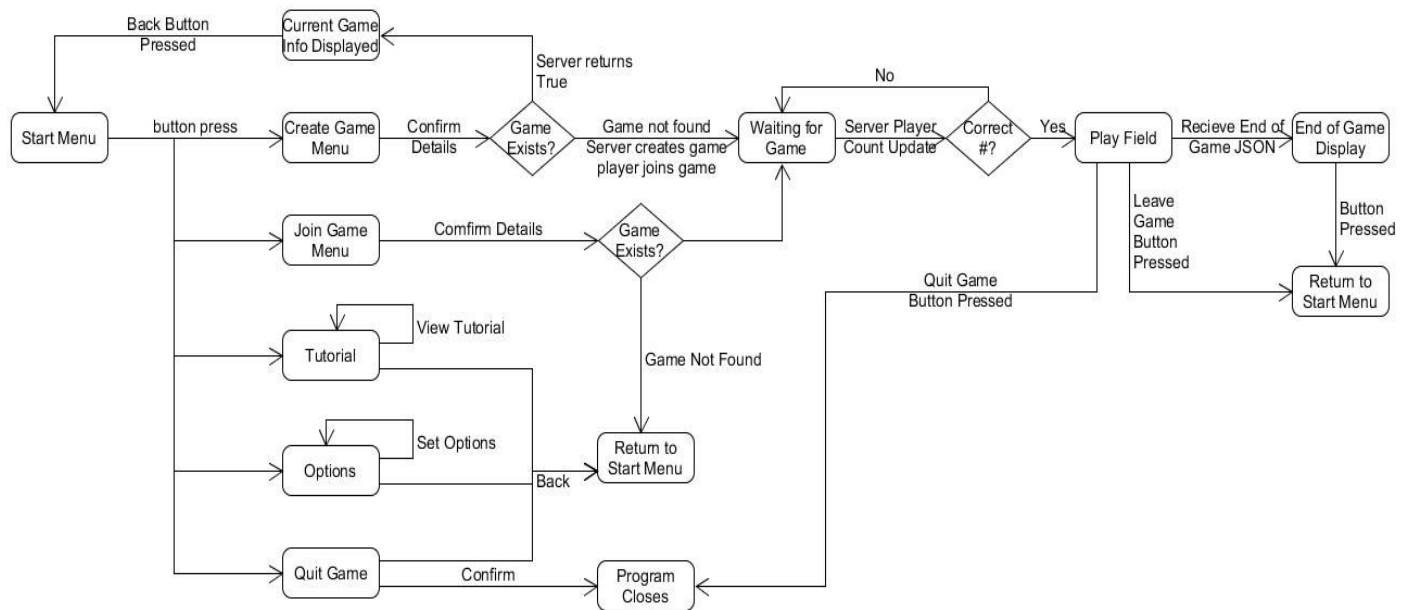 Back Button
Pressed
Current Game
Info Displayed
Server returns
True
No
Start Menu
button press
Create Game
Menu
Confirm
Details
Game
Exists?
Game not found
Server creates game
player joins game
Waiting for
Game
Server Player
Count Update
Correct
#?
Yes
Play Field
Recieve End of
Game JSON
End of Game
Display
Join Game
Menu
Comfirm Details
Game
Exists?
Leave
Game
Button
Pressed
Button
Pressed
Quit Game
Button Pressed
Return to
Start Menu
View Tutorial
Tutorial
Game Not Found
Set Options
Options
Back
Return to
Start Menu
Quit Game
Confirm
Program
Closes